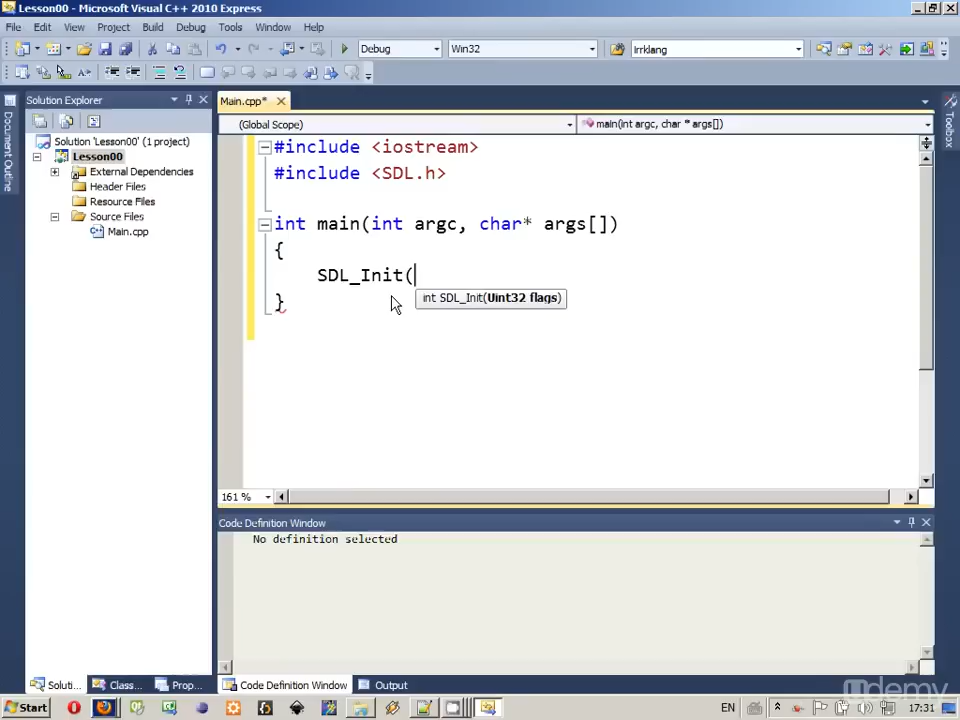 Lesson00 - Microsoft Visual C++ 2010 Express
File Edit View Project Build Debug Tools Window Help
Debug Win32 Irrklang
Document Outline
Solution Explorer
Solution 'Lesson00' (1 project)
Lesson00
External Dependencies
Header Files
Resource Files
Source Files
Main.cpp
Main.cpp*
(Global Scope) main(int argc, char * args[])
#include <iostream>
#include <SDL.h>
int main(int argc, char* args[])
{
SDL_Init(
int SDL_Init(Uint32 flags)
}
161 %
Toolbox
Code Definition Window
No definition selected
Soluti... Class... Prop... Code Definition Window Output
udemy
Start EN 17:31